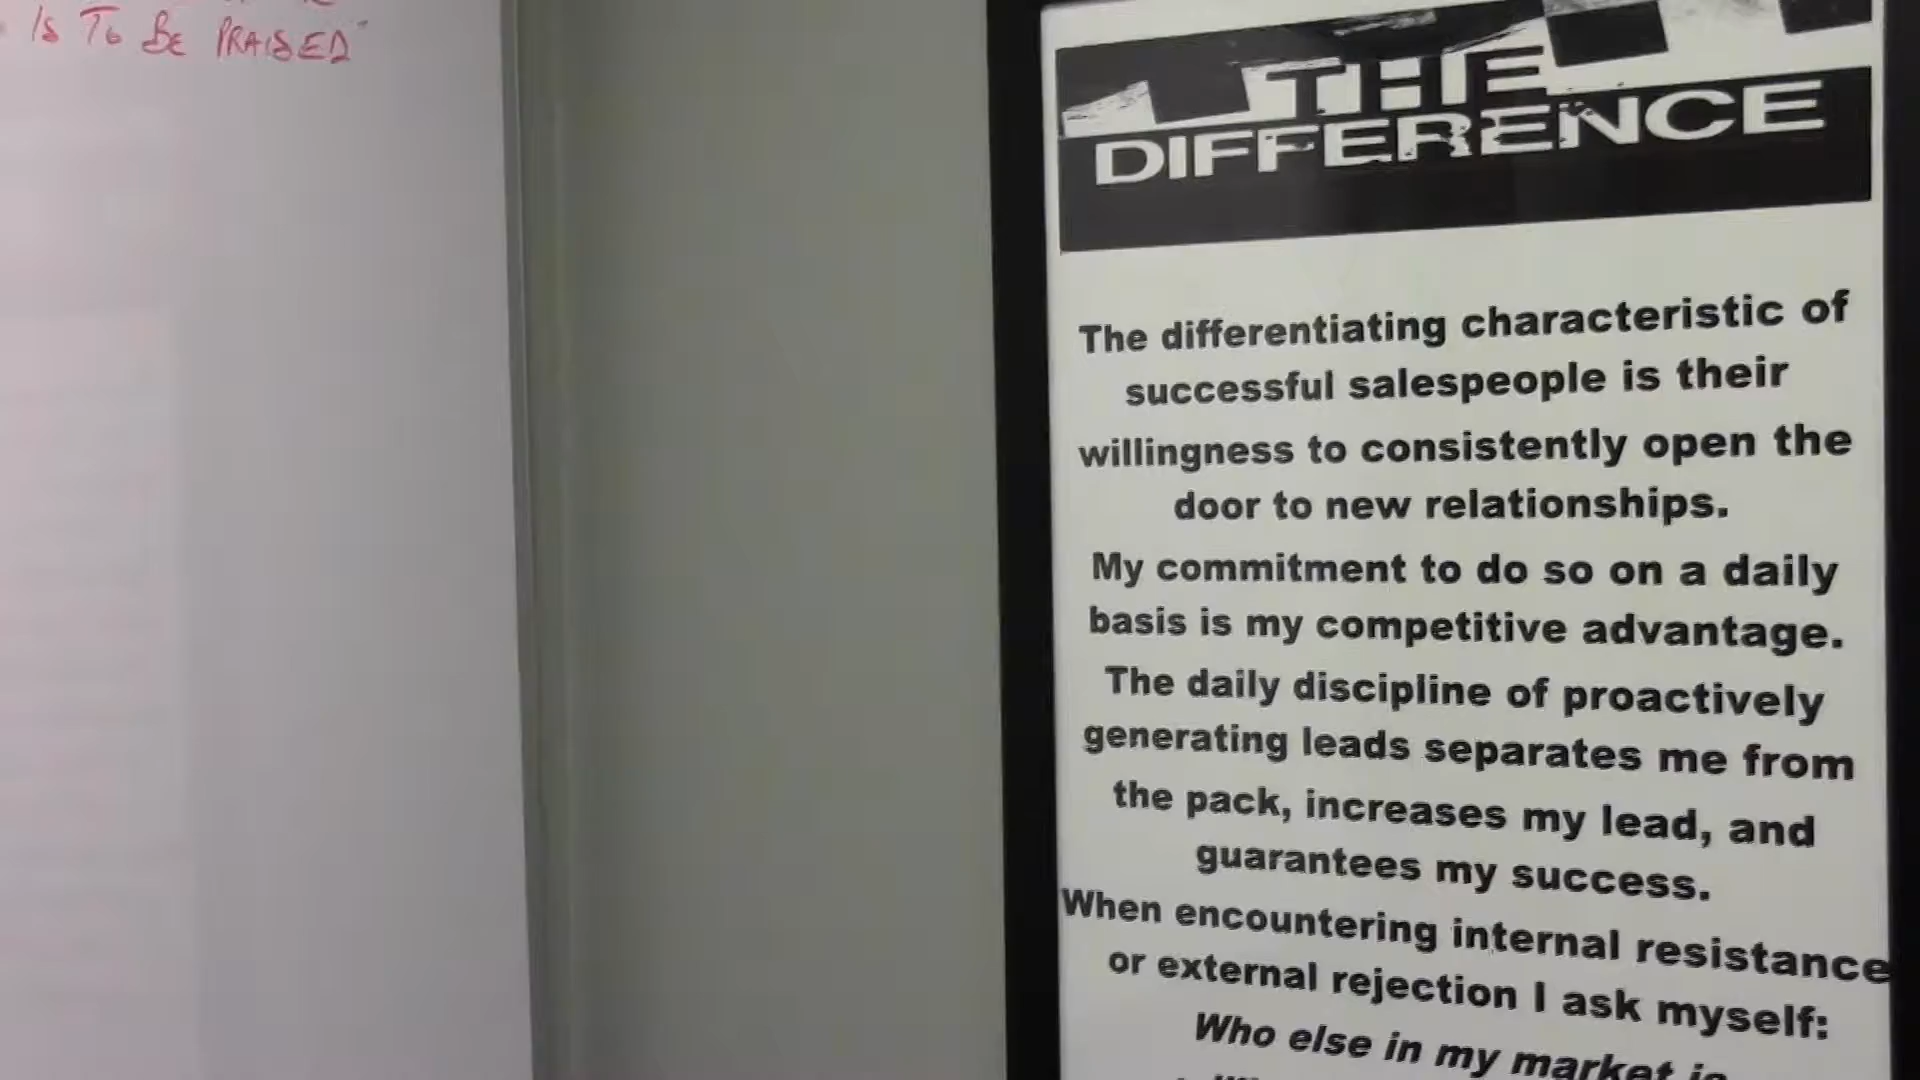 IS TO BE PRAISED"
THE
DIFFERENCE
The differentiating characteristic of
successful salespeople is their
willingness to consistently open the
door to new relationships.
My commitment to do so on a daily
basis is my competitive advantage.
The daily discipline of proactively
generating leads separates me from
the pack, increases my lead, and
guarantees my success.
When encountering internal resistance
or external rejection I ask myself:
Who else in my market is